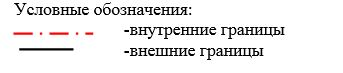 Условные обозначения:
-внутренние границы
-внешние границы